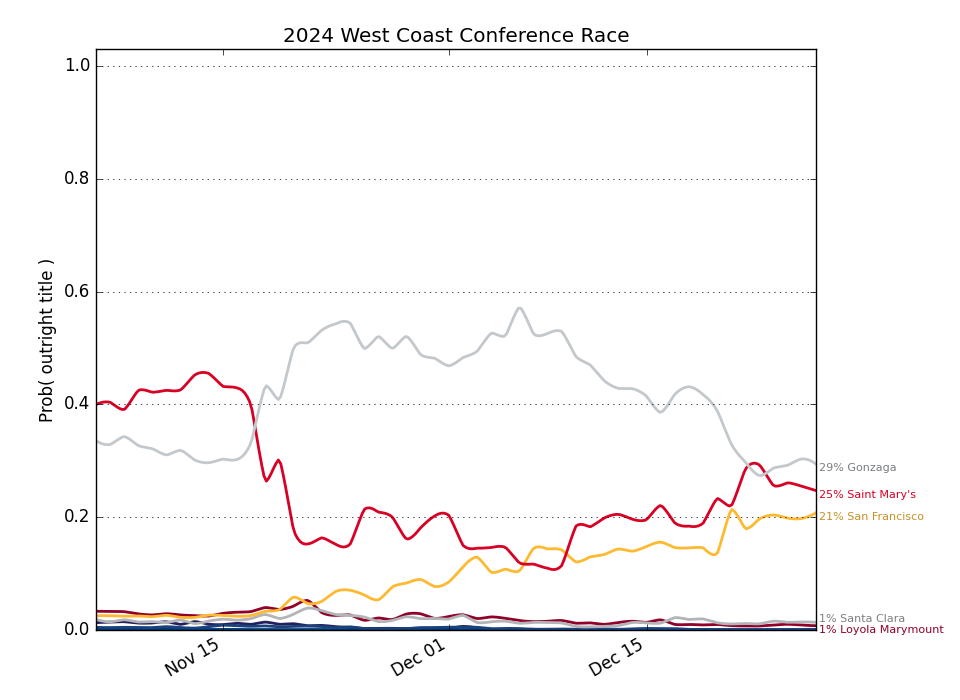 2024 West Coast Conference Race
Prob( outright title )
1.0
0.8
0.6
0.4
0.2
0.0
Nov 15
Dec 01
Dec 15
29% Gonzaga
25% Saint Mary's
21% San Francisco
1% Santa Clara
1% Loyola Marymount